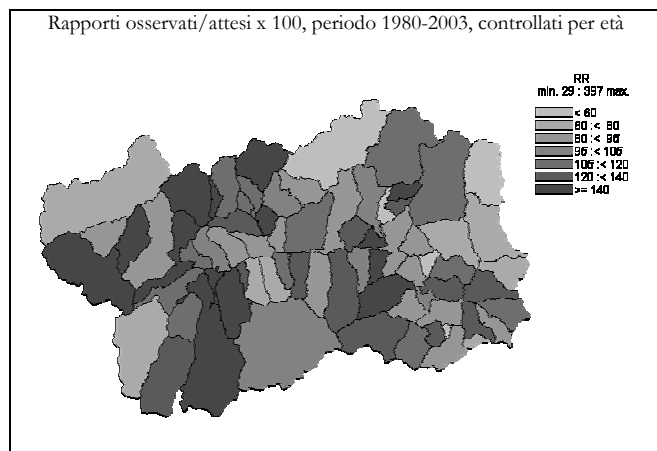 Rapporti osservati/attesi x 100, periodo 1980-2003, controllati per età
RR
min. 29 : 397 max.
< 60
60 :< 80
80 :< 95
95 :< 105
105 :< 120
120 :< 140
>= 140